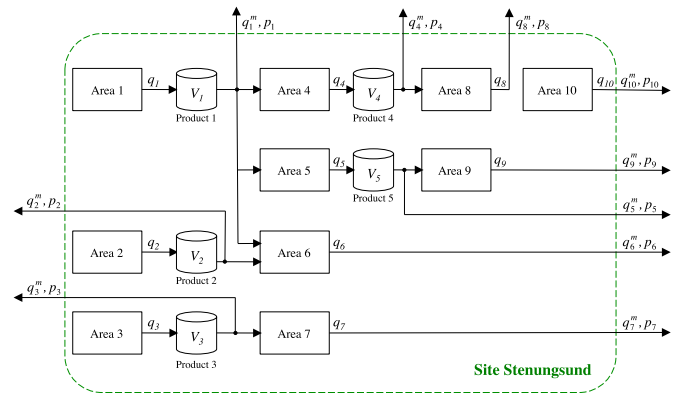 q₁ᵐ, p₁
q₄ᵐ, p₄
q₈ᵐ, p₈
Area 1
q₁
V₁
Product 1
Area 4
q₄
V₄
Product 4
Area 8
q₈
Area 10
q₁₀
q₁₀ᵐ, p₁₀
Area 5
q₅
V₅
Product 5
Area 9
q₉
q₉ᵐ, p₉
q₂ᵐ, p₂
q₅ᵐ, p₅
Area 2
q₂
V₂
Product 2
Area 6
q₆
q₆ᵐ, p₆
q₃ᵐ, p₃
Area 3
q₃
V₃
Product 3
Area 7
q₇
q₇ᵐ, p₇
Site Stenungsund